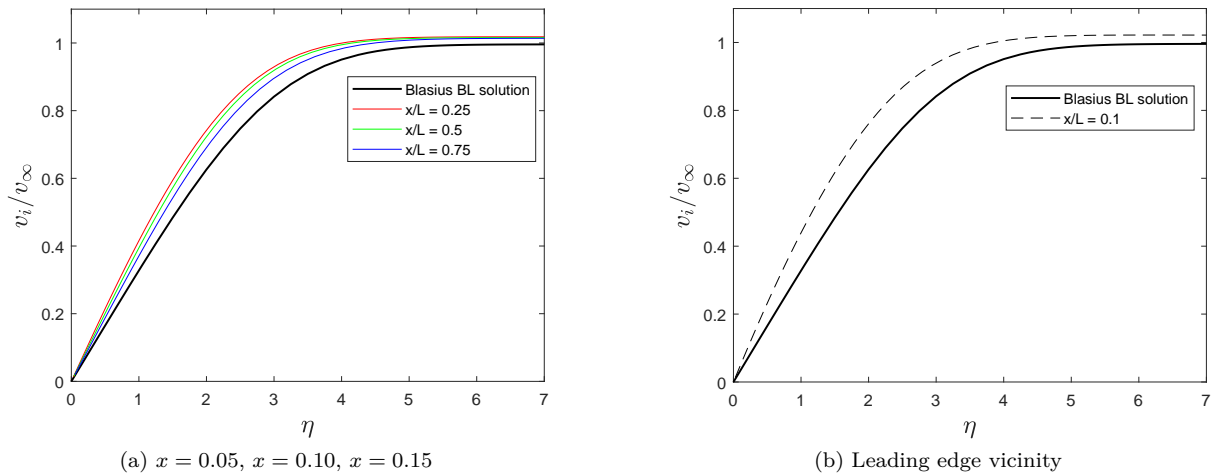 1
0.8
0.6
0.4
0.2
0
v_i/v_∞
Blasius BL solution
x/L = 0.25
x/L = 0.5
x/L = 0.75
0 1 2 3 4 5 6 7
η
(a) x = 0.05, x = 0.10, x = 0.15
1
0.8
0.6
0.4
0.2
0
v_i/v_∞
Blasius BL solution
x/L = 0.1
0 1 2 3 4 5 6 7
η
(b) Leading edge vicinity